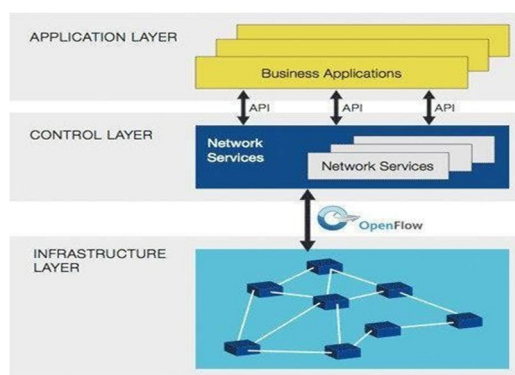 APPLICATION LAYER
Business Applications
API
API
API
CONTROL LAYER
Network
Services
Network Services
OpenFlow
INFRASTRUCTURE
LAYER